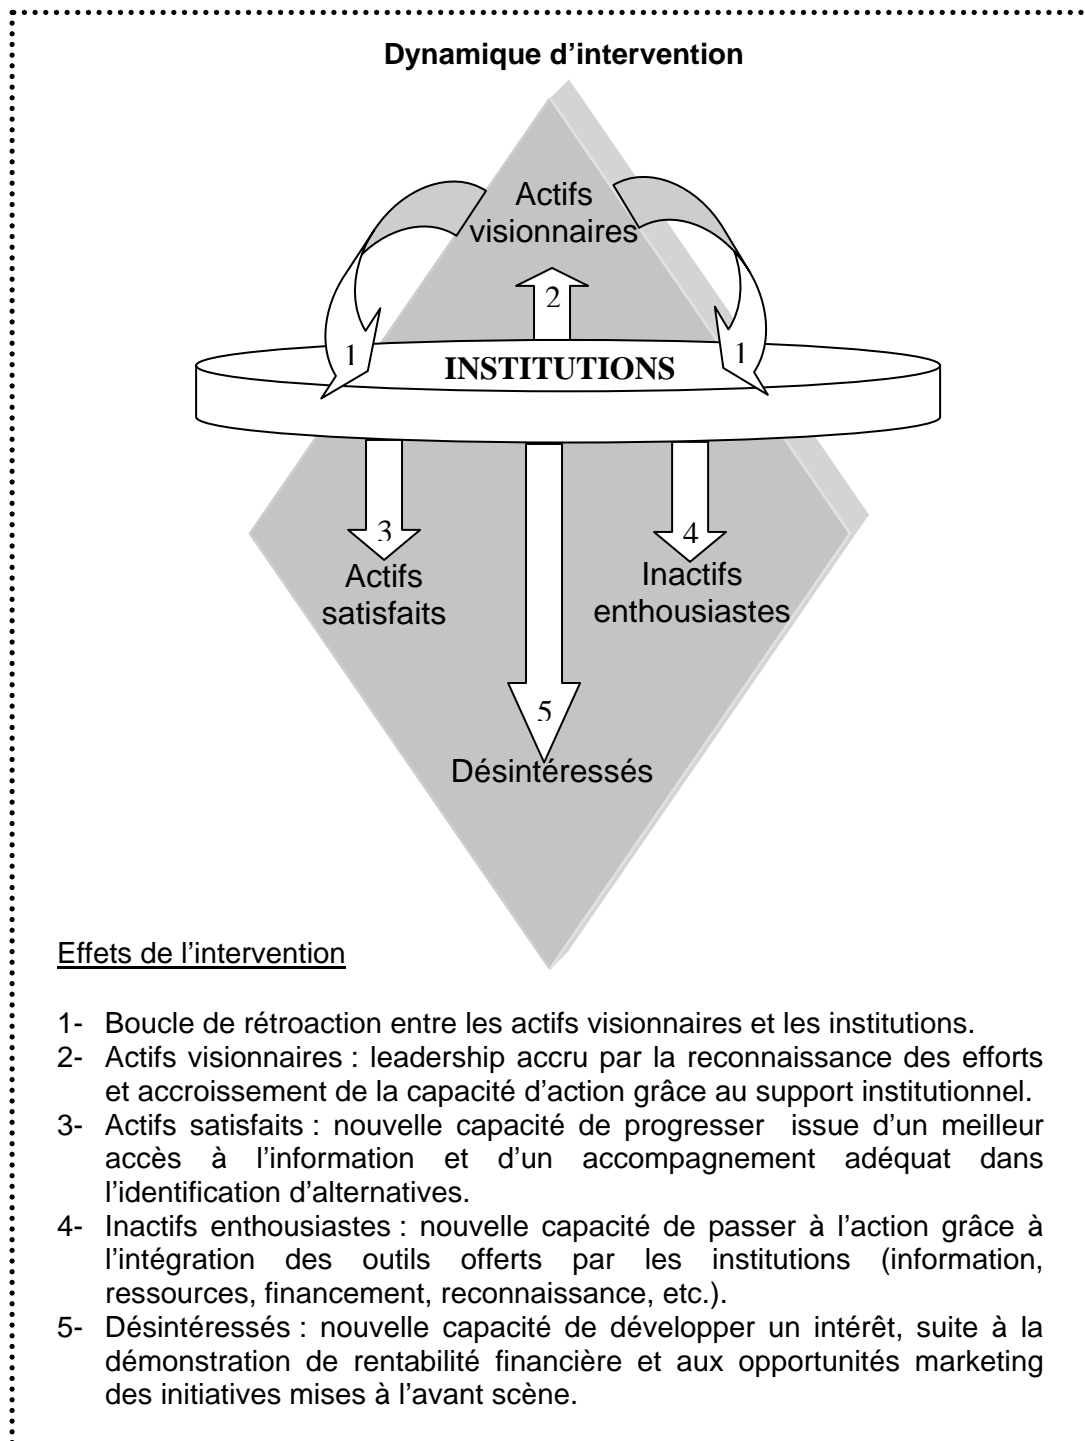 Dynamique d’intervention
Actifs
visionnaires
2
1
1
INSTITUTIONS
3
4
Actifs
satisfaits
Inactifs
enthousiastes
5
Désintéressés
Effets de l’intervention
1- Boucle de rétroaction entre les actifs visionnaires et les institutions.
2- Actifs visionnaires : leadership accru par la reconnaissance des efforts
et accroissement de la capacité d’action grâce au support institutionnel.
3- Actifs satisfaits : nouvelle capacité de progresser issue d’un meilleur
accès à l’information et d’un accompagnement adéquat dans
l’identification d’alternatives.
4- Inactifs enthousiastes : nouvelle capacité de passer à l’action grâce à
l’intégration des outils offerts par les institutions (information,
ressources, financement, reconnaissance, etc.).
5- Désintéressés : nouvelle capacité de développer un intérêt, suite à la
démonstration de rentabilité financière et aux opportunités marketing
des initiatives mises à l’avant scène.